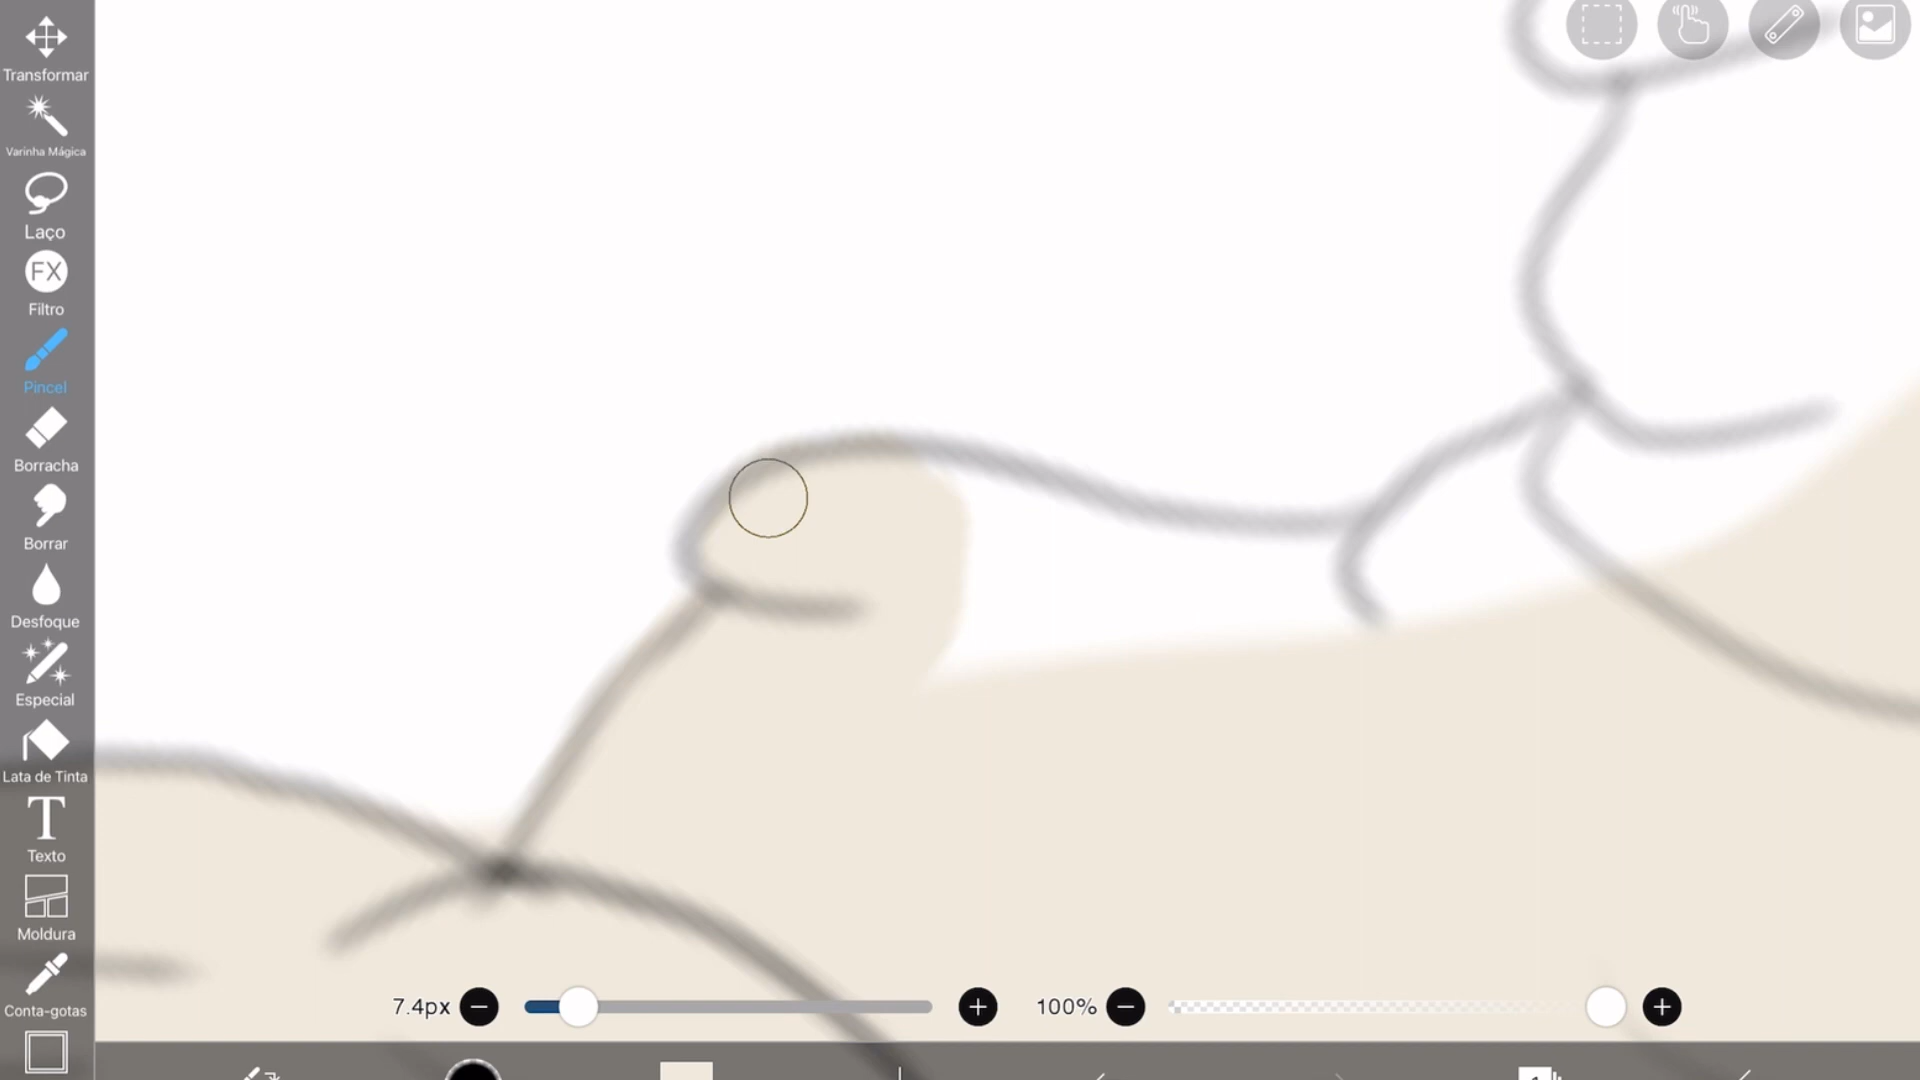 Transformar
Varinha Mágica
Laço
FX
Filtro
Pincel
Borracha
Borrar
Desfoque
Especial
Lata de Tinta
T
Texto
Moldura
Conta-gotas
7.4px
100%